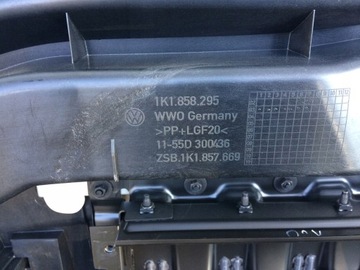 1K1.858.295
WWO Germany
>PP+LGF20<
11-55D 300436
ZSB.1K1.857.669